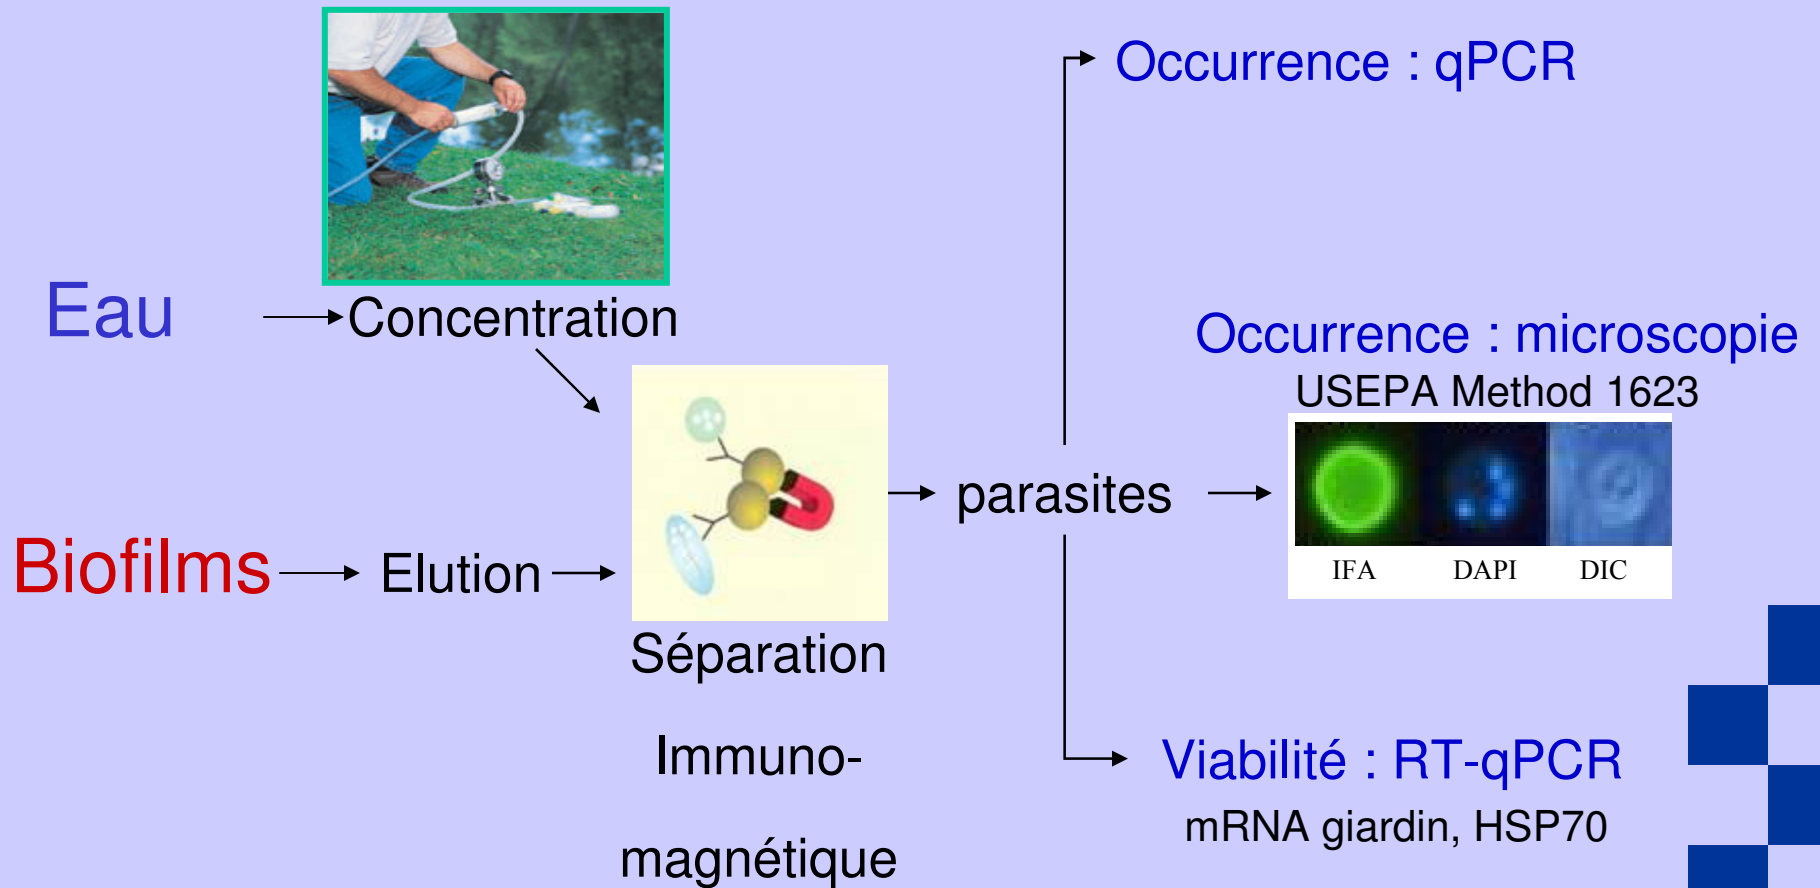 Occurrence : qPCR
Eau
Concentration
Occurrence : microscopie
USEPA Method 1623
parasites
IFA DAPI DIC
Biofilms
Elution
Séparation
Immuno-
magnétique
Viabilité : RT-qPCR
mRNA giardin, HSP70